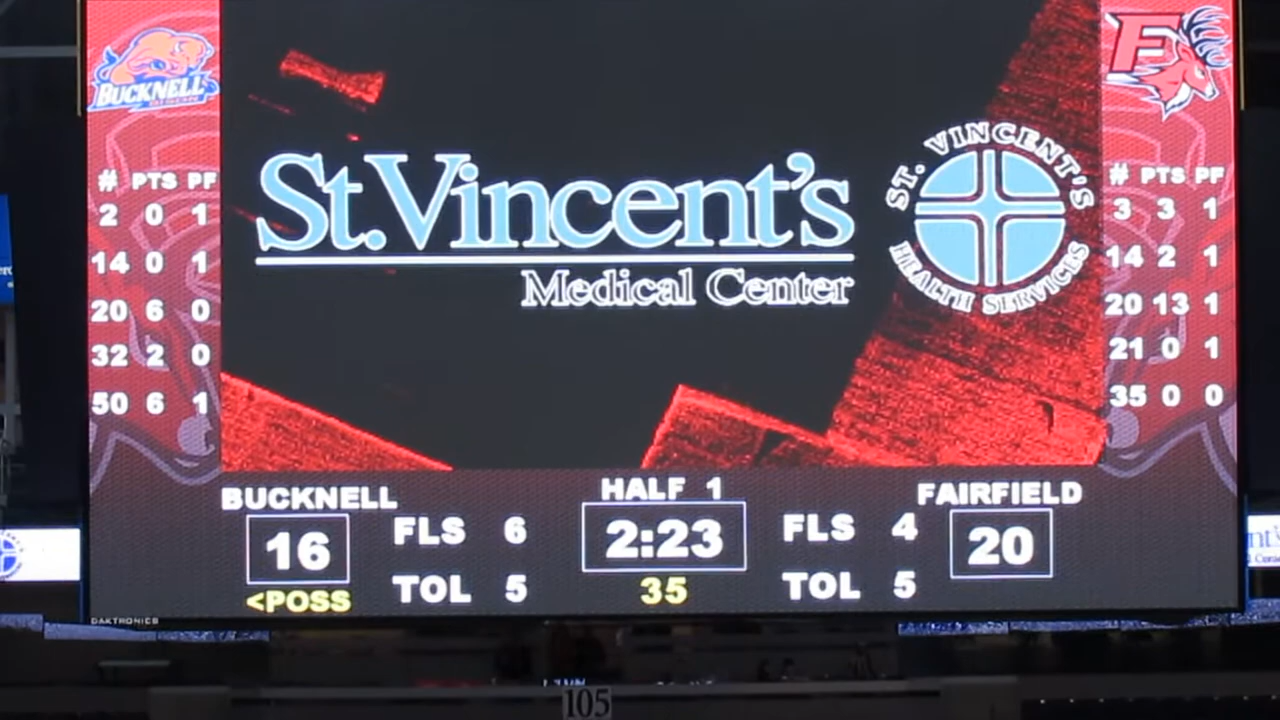 BUCKNELL
# PTS PF
2 0 1
14 0 1
20 6 0
32 2 0
50 6 1
St.Vincent's
Medical Center
ST. VINCENT'S
HEALTH SERVICES
F
# PTS PF
3 3 1
14 2 1
20 13 1
21 0 1
35 0 0
BUCKNELL
16
<POSS
FLS 6
TOL 5
HALF 1
2:23
35
FLS 4
TOL 5
FAIRFIELD
20
DAKTRONICS
105